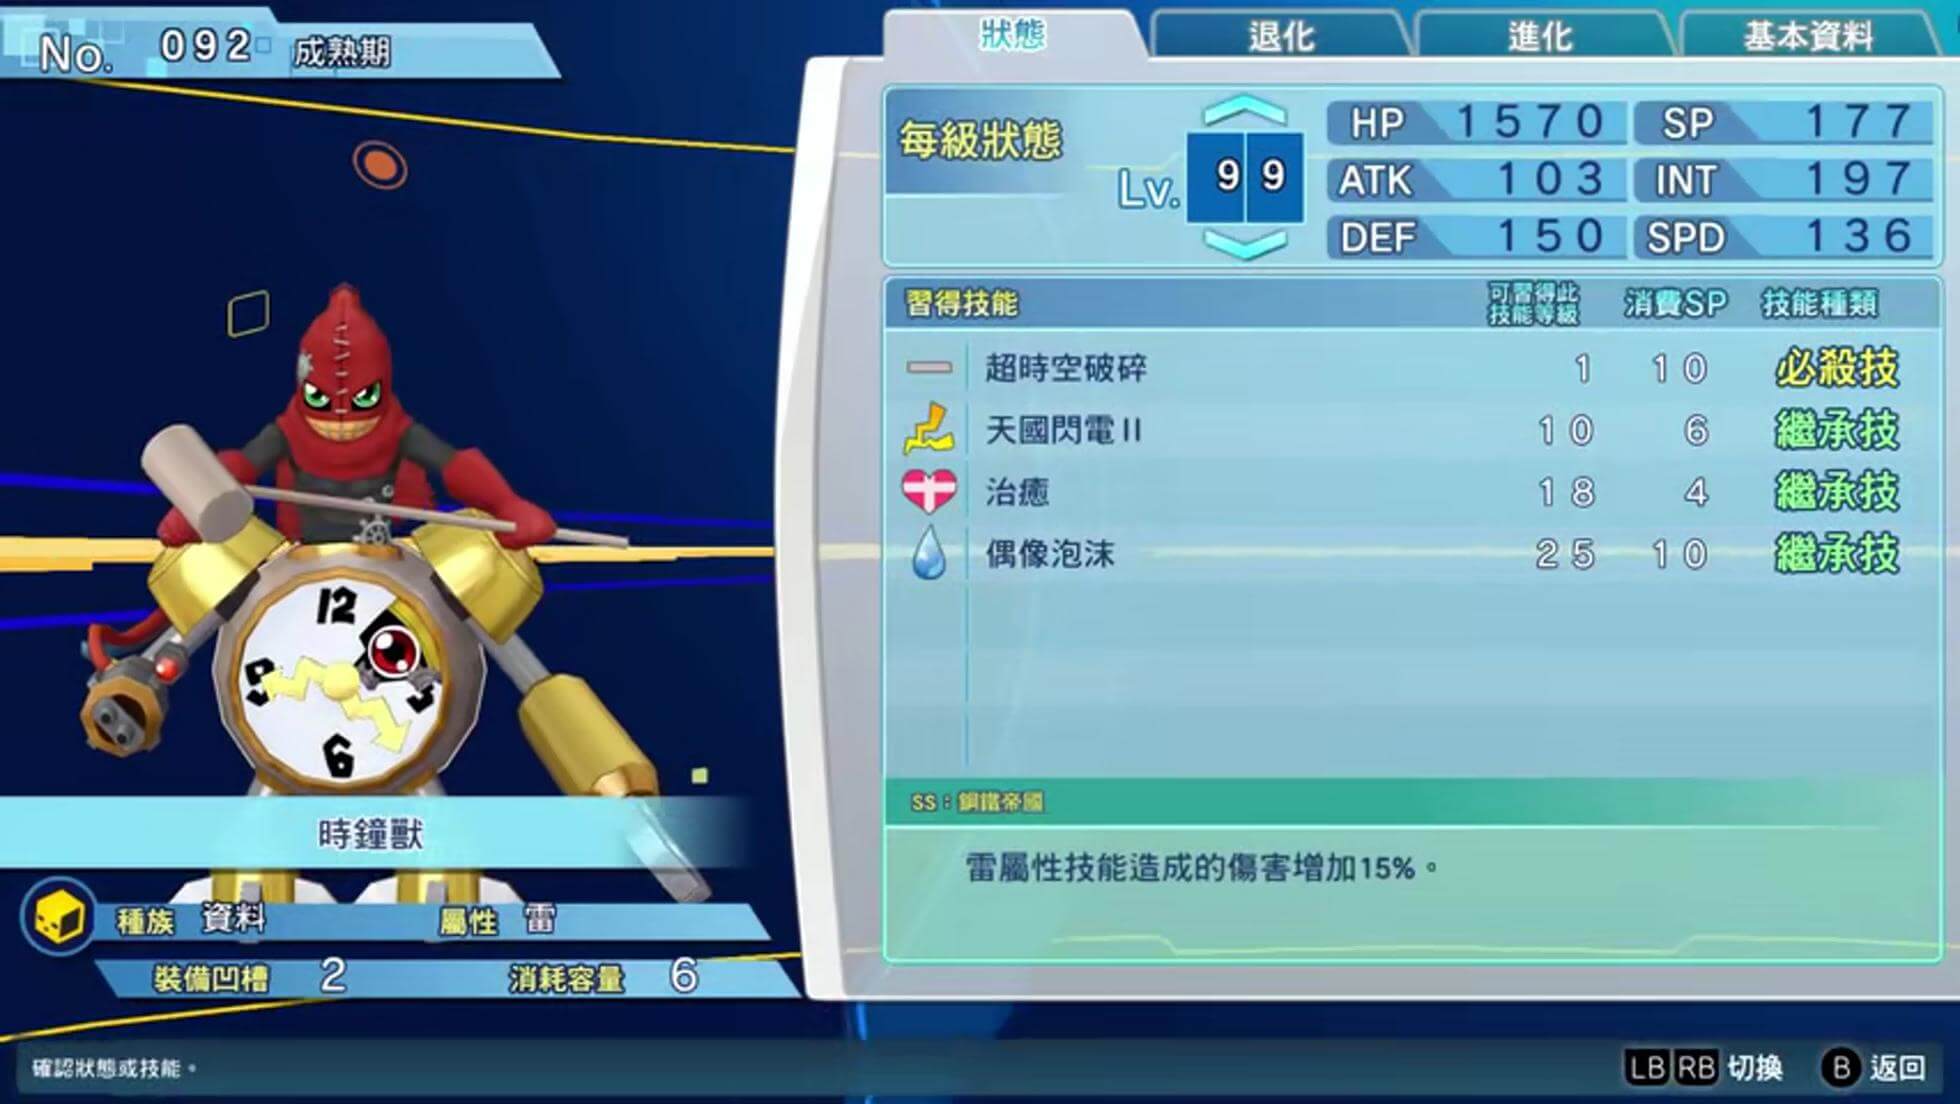 No. 092 成熟期
狀態 退化 進化 基本資料
每級狀態
Lv. 99
HP 1570 SP 177
ATK 103 INT 197
DEF 150 SPD 136
習得技能 可習得此技能等級 消費SP 技能種類
超時空破碎 1 10 必殺技
天國閃電II 10 6 繼承技
治癒 18 4 繼承技
偶像泡沫 25 10 繼承技
SS：鋼鐵帝國
雷屬性技能造成的傷害增加15%。
12
3
6
9
時鐘獸
種族 資料 屬性 雷
裝備凹槽 2 消耗容量 6
確認狀態或技能。
LB RB 切換 B 返回